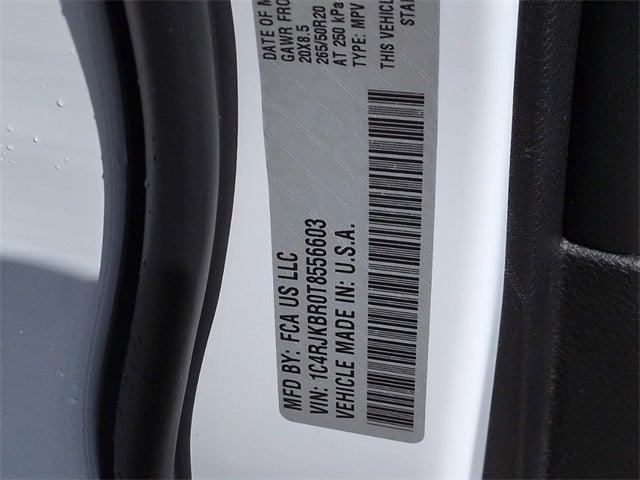 DATE OF M
GAWR FRO
20X8.5
265/50R20
AT 250 kPa
TYPE: MPV
THIS VEHICLE
MFD BY: FCA US LLC
VIN: 1C4RJKBR0T8556603
VEHICLE MADE IN: U.S.A.